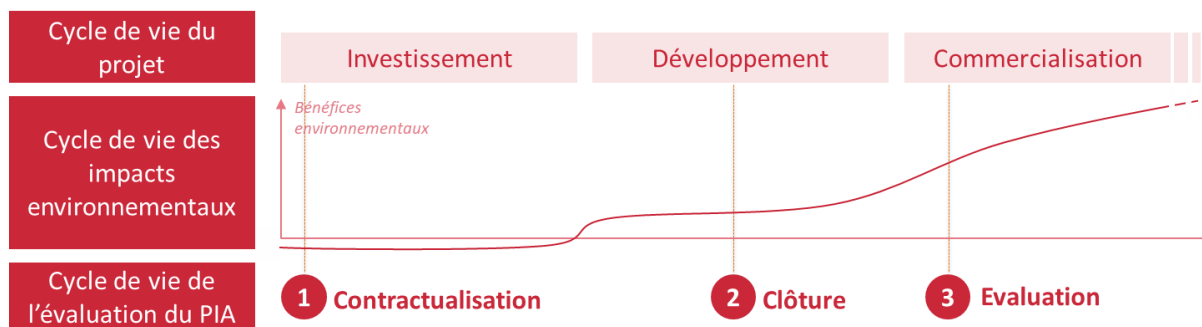 Cycle de vie du
projet
Investissement
Développement
Commercialisation
Cycle de vie des
impacts
environnementaux
Bénéfices
environnementaux
Cycle de vie de
l'évaluation du PIA
1 Contractualisation
2 Clôture
3 Evaluation